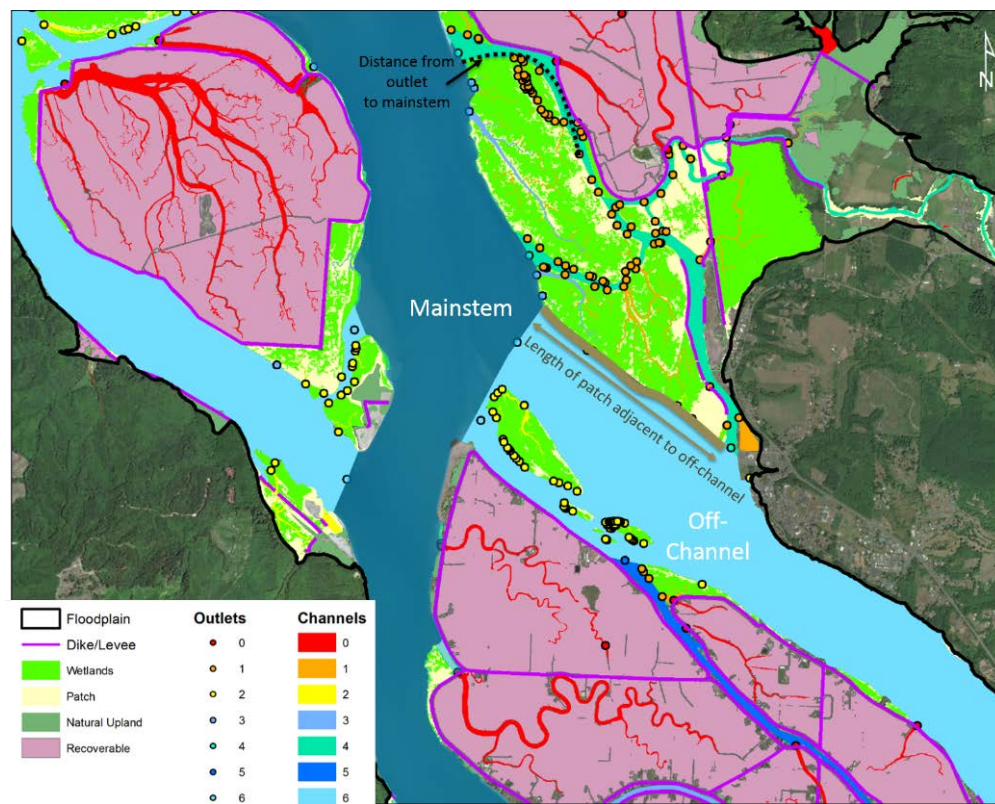 Distance from
outlet
to mainstem
N
Mainstem
Length of patch adjacent to off-channel
Off-
Channel
Floodplain
Dike/Levee
Wetlands
Patch
Natural Upland
Recoverable
Outlets
0
1
2
3
4
5
6
Channels
0
1
2
3
4
5
6